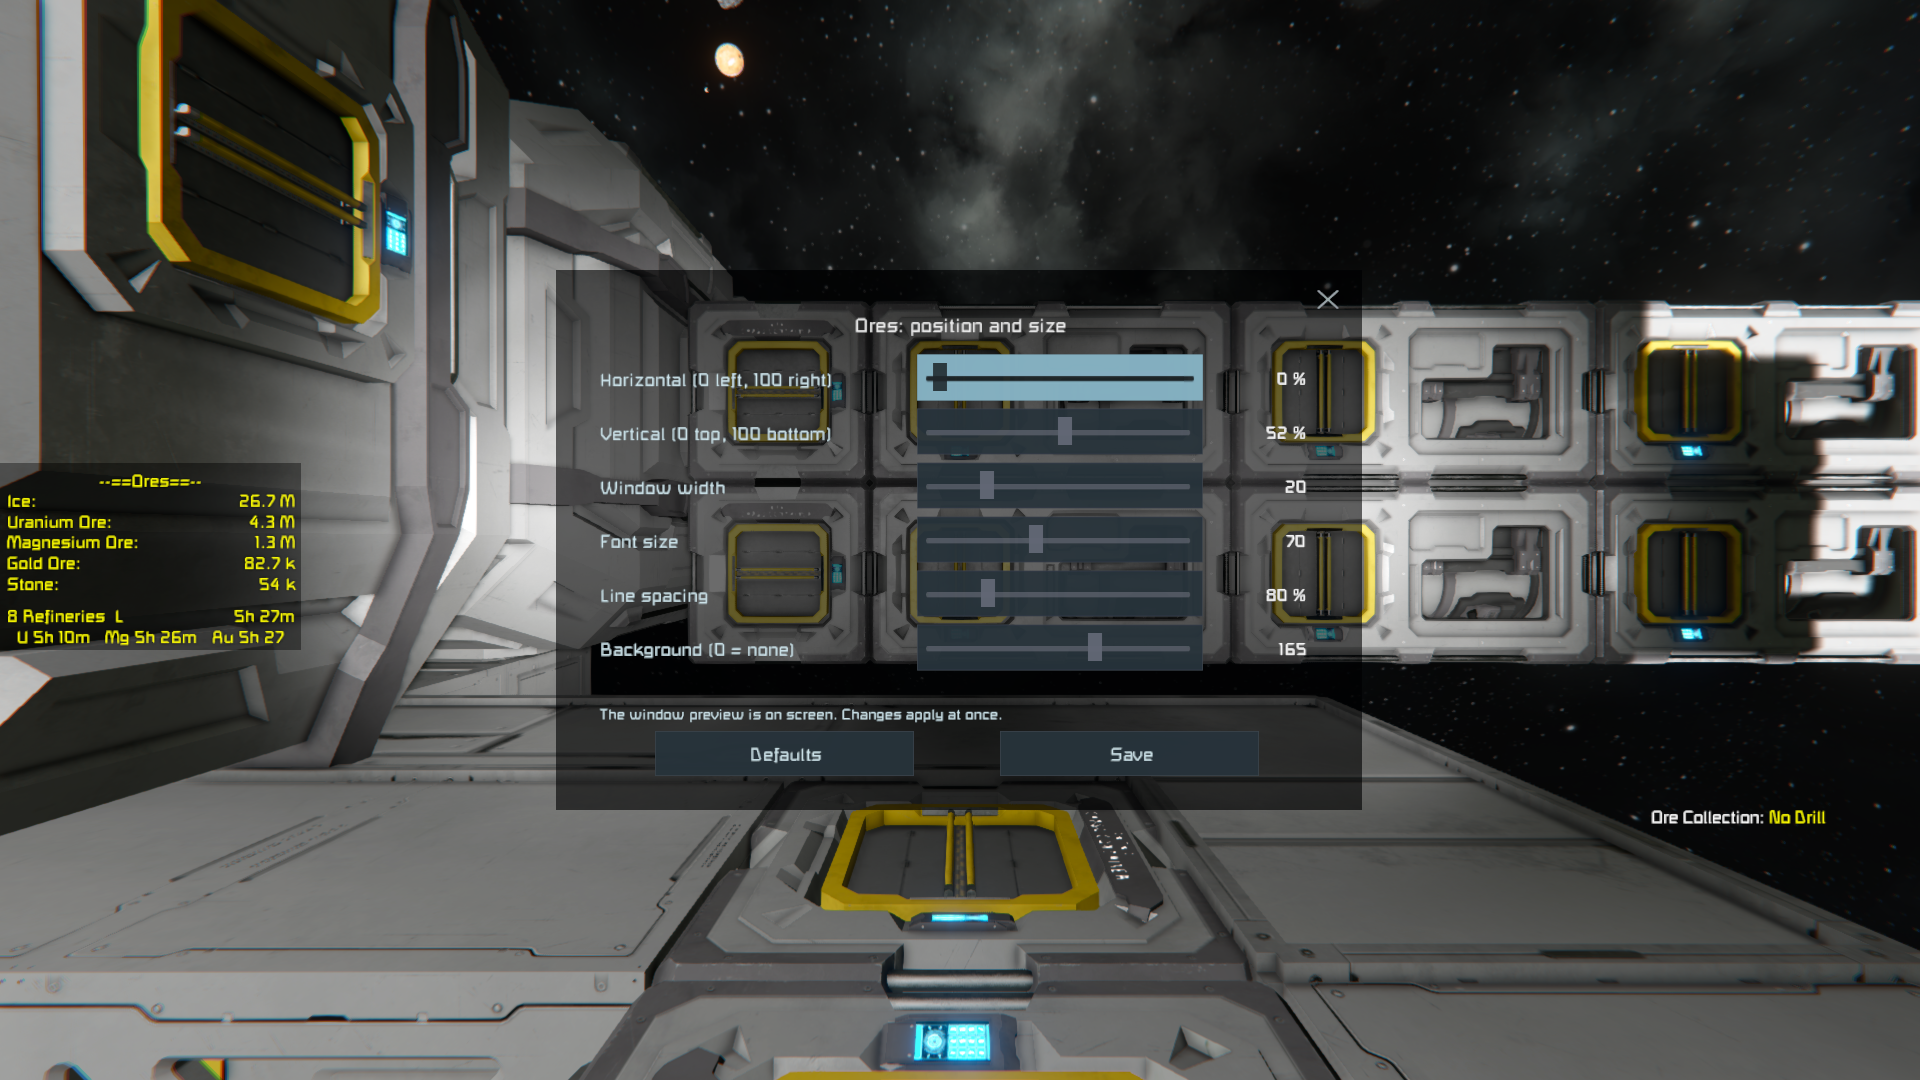 Ores: position and size
Horizontal (0 left, 100 right) 0 %
Vertical (0 top, 100 bottom) 52 %
Window width 20
Font size 70
Line spacing 80 %
Background (0 = none) 165
The window preview is on screen. Changes apply at once.
Defaults Save
--==Ores==--
Ice: 26.7 M
Uranium Ore: 4.3 M
Magnesium Ore: 1.3 M
Gold Ore: 82.7 k
Stone: 54 k
8 Refineries L 5h 27m
U 5h 10m Mg 5h 26m Au 5h 27
Ore Collection: No Drill